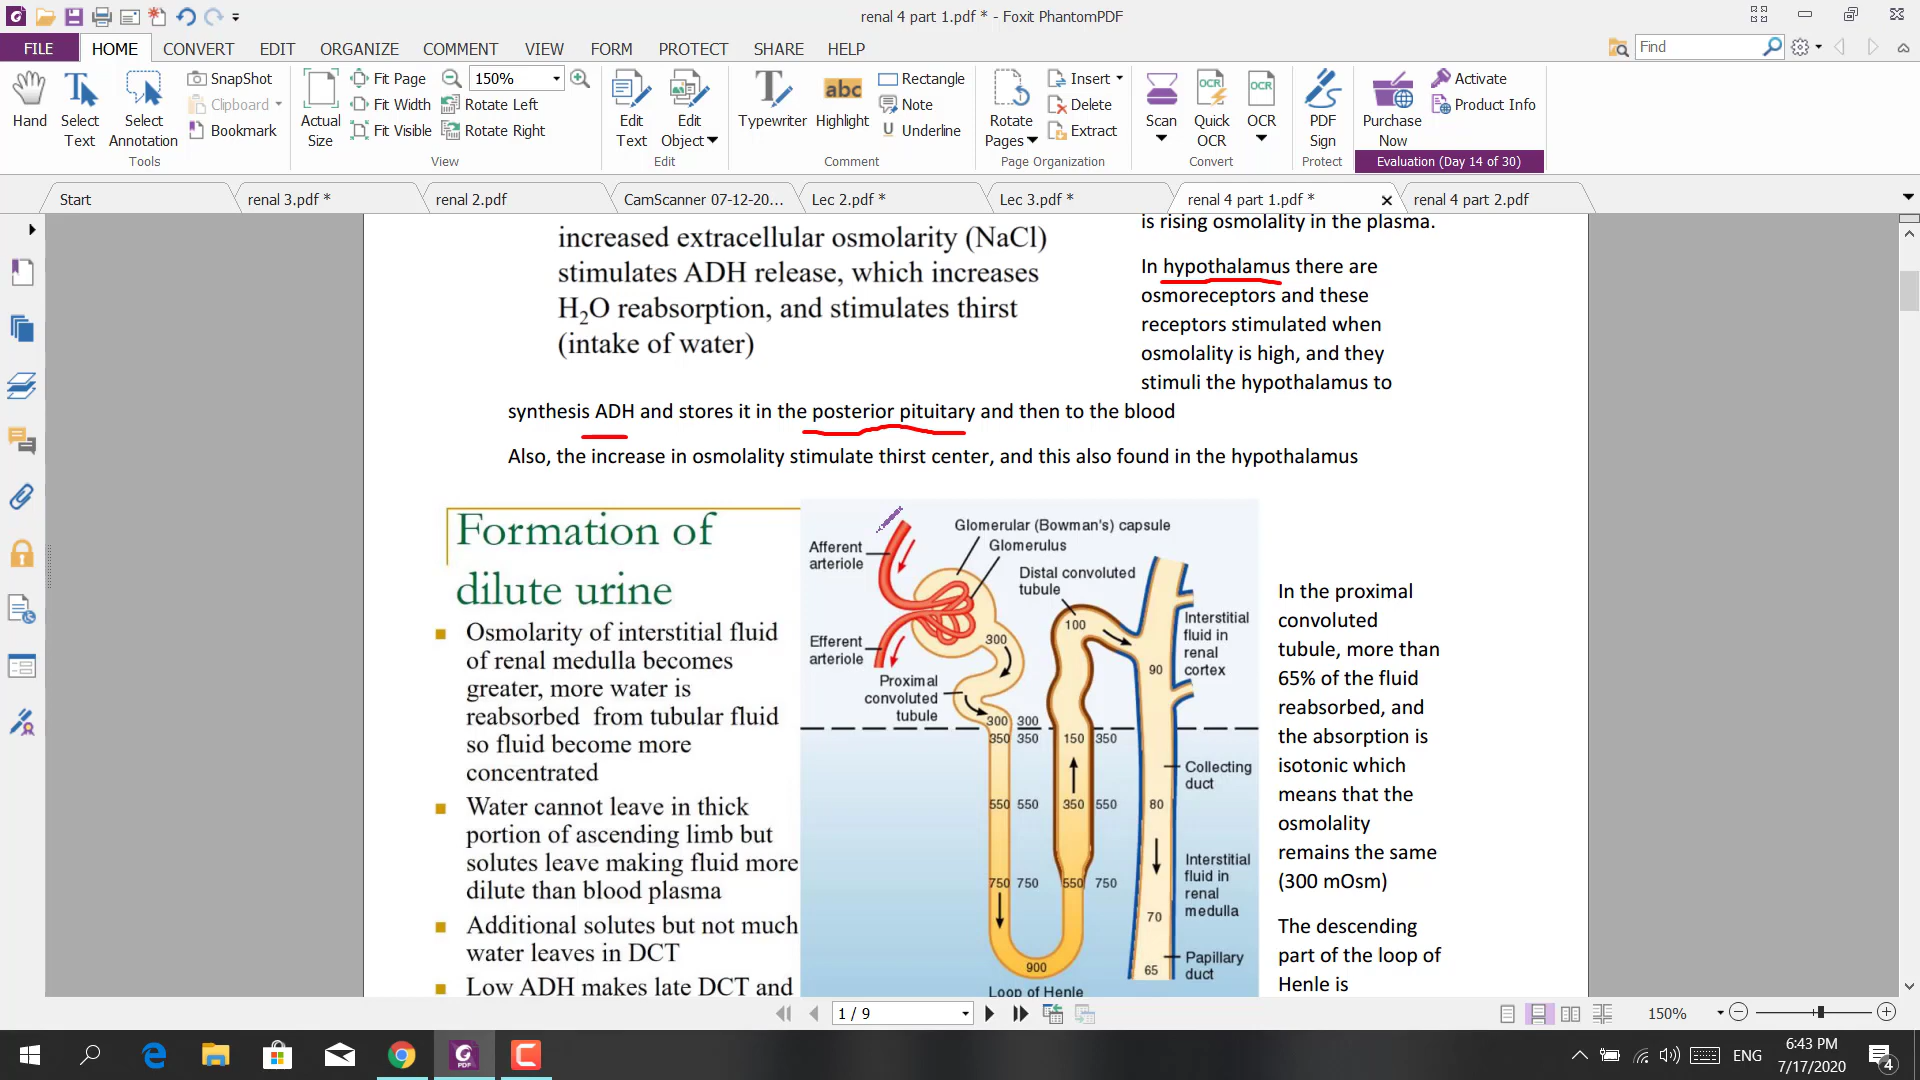 renal 4 part 1.pdf * - Foxit PhantomPDF
FILE HOME CONVERT EDIT ORGANIZE COMMENT VIEW FORM PROTECT SHARE HELP
Find
Hand
Select Text
Select Annotation
SnapShot
Clipboard
Bookmark
Tools
Actual Size
Fit Page
Fit Width
Fit Visible
150%
Rotate Left
Rotate Right
View
Edit Text
Edit Object
Edit
Typewriter
abc
Highlight
Rectangle
Note
Underline
Comment
Rotate Pages
Insert
Delete
Extract
Page Organization
Scan
OCR
Quick OCR
OCR
OCR
Convert
PDF Sign
Protect
Purchase Now
Activate
Product Info
Evaluation (Day 14 of 30)
Start
renal 3.pdf *
renal 2.pdf
CamScanner 07-12-20...
Lec 2.pdf *
Lec 3.pdf *
renal 4 part 1.pdf *
renal 4 part 2.pdf
increased extracellular osmolarity (NaCl)
stimulates ADH release, which increases
H₂O reabsorption, and stimulates thirst
(intake of water)
is rising osmolality in the plasma.
In hypothalamus there are
osmoreceptors and these
receptors stimulated when
osmolality is high, and they
stimuli the hypothalamus to
synthesis ADH and stores it in the posterior pituitary and then to the blood
Also, the increase in osmolality stimulate thirst center, and this also found in the hypothalamus
Formation of
dilute urine
Osmolarity of interstitial fluid
of renal medulla becomes
greater, more water is
reabsorbed from tubular fluid
so fluid become more
concentrated
Water cannot leave in thick
portion of ascending limb but
solutes leave making fluid more
dilute than blood plasma
Additional solutes but not much
water leaves in DCT
Low ADH makes late DCT and
Glomerular (Bowman's) capsule
Glomerulus
Afferent
arteriole
Distal convoluted
tubule
Efferent
arteriole
Proximal
convoluted
tubule
Interstitial
fluid in
renal
cortex
300
100
90
300 300
350 350 150 350
550 550 350 550
80
750 750 550 750
70
900
65
Collecting
duct
Interstitial
fluid in
renal
medulla
Papillary
duct
Loop of Henle
In the proximal
convoluted
tubule, more than
65% of the fluid
reabsorbed, and
the absorption is
isotonic which
means that the
osmolality
remains the same
(300 mOsm)
The descending
part of the loop of
Henle is
1 / 9
150%
PDF
ENG
6:43 PM
7/17/2020
4